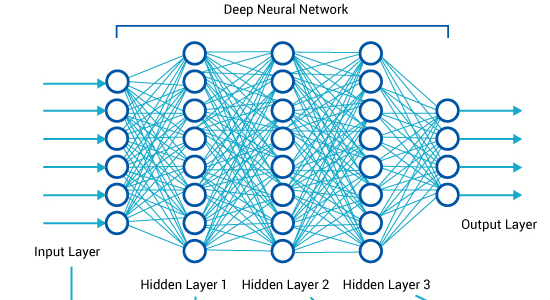 Deep Neural Network
Output Layer
Input Layer
Hidden Layer 1 Hidden Layer 2 Hidden Layer 3